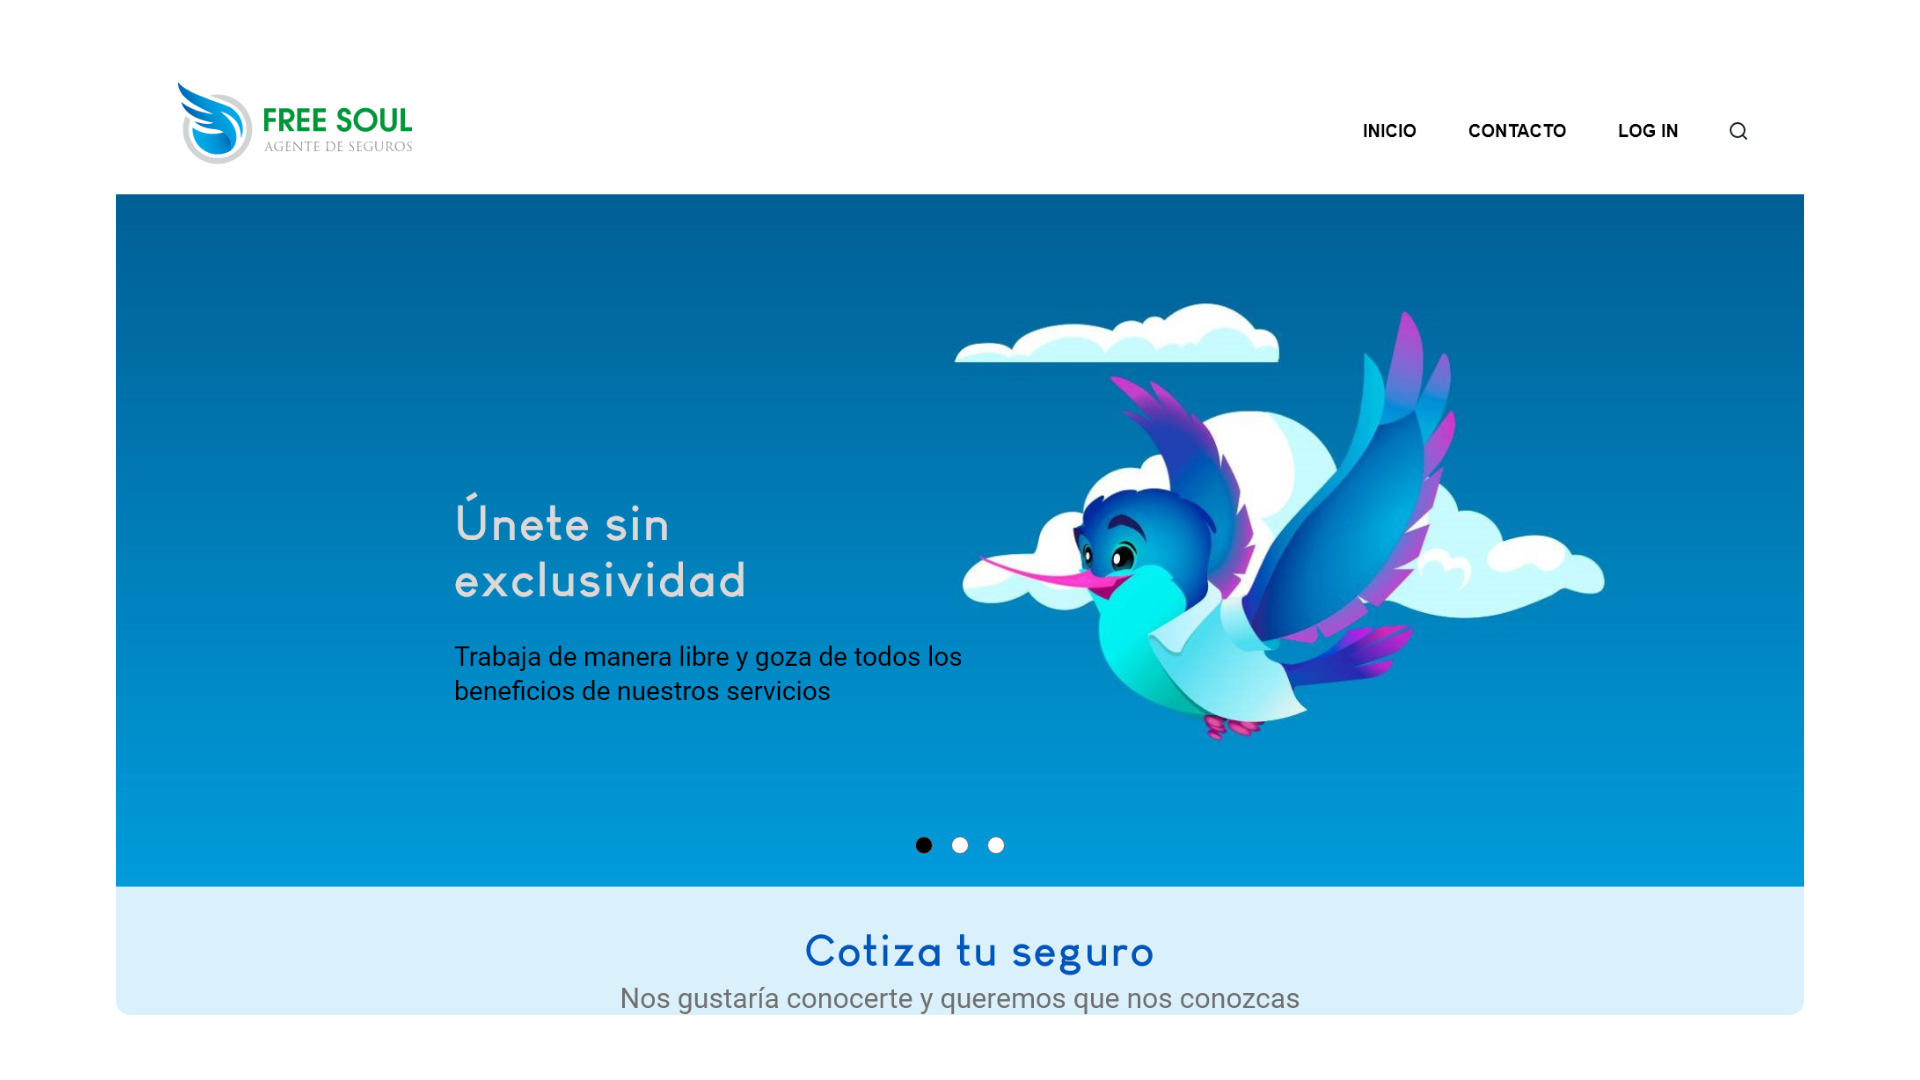 FREE SOUL
AGENTE DE SEGUROS
INICIO
CONTACTO
LOG IN
Únete sin
exclusividad
Trabaja de manera libre y goza de todos los
beneficios de nuestros servicios
Cotiza tu seguro
Nos gustaría conocerte y queremos que nos conozcas